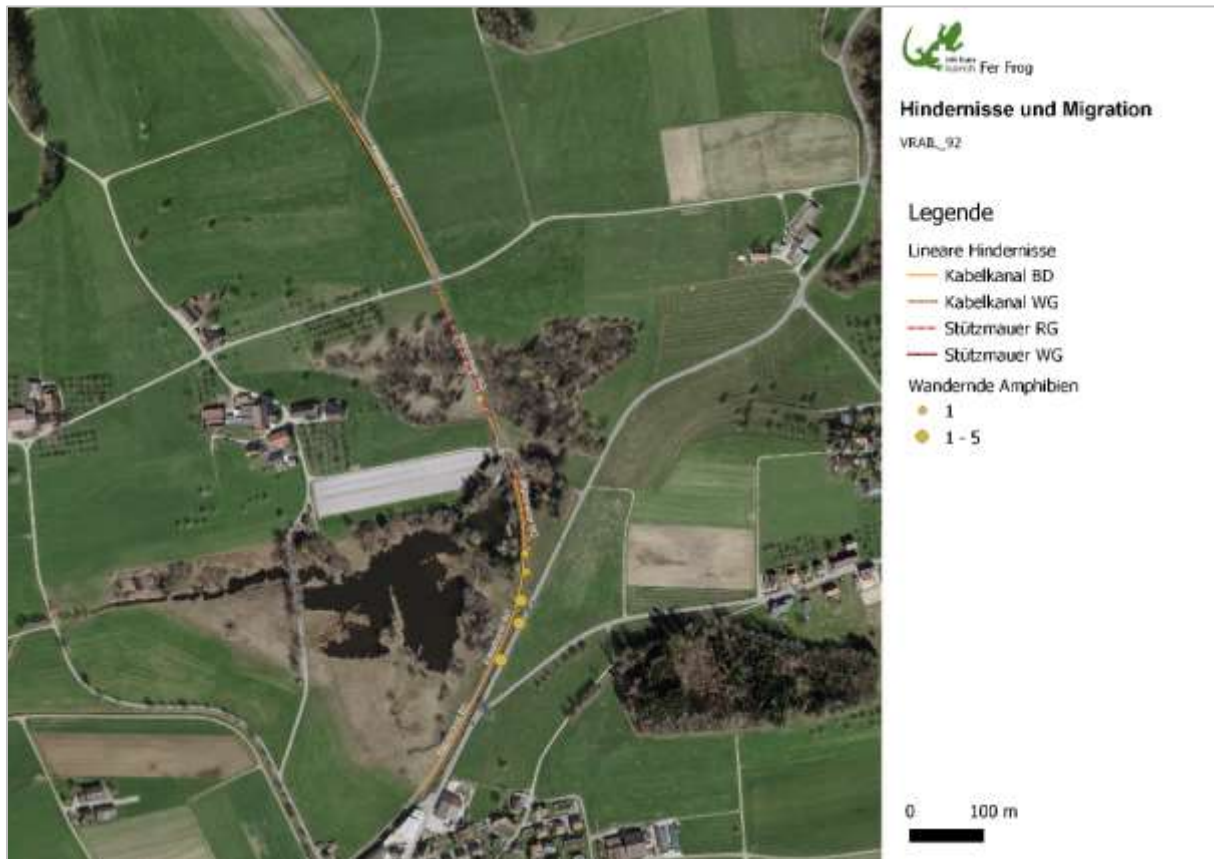 Fer Frog
Hindernisse und Migration
VRAB_92
Legende
Lineare Hindernisse
Kabelkanal BD
Kabelkanal WG
Stützmauer RG
Stützmauer WG
Wandernde Amphibien
1
1 - 5
0 100 m